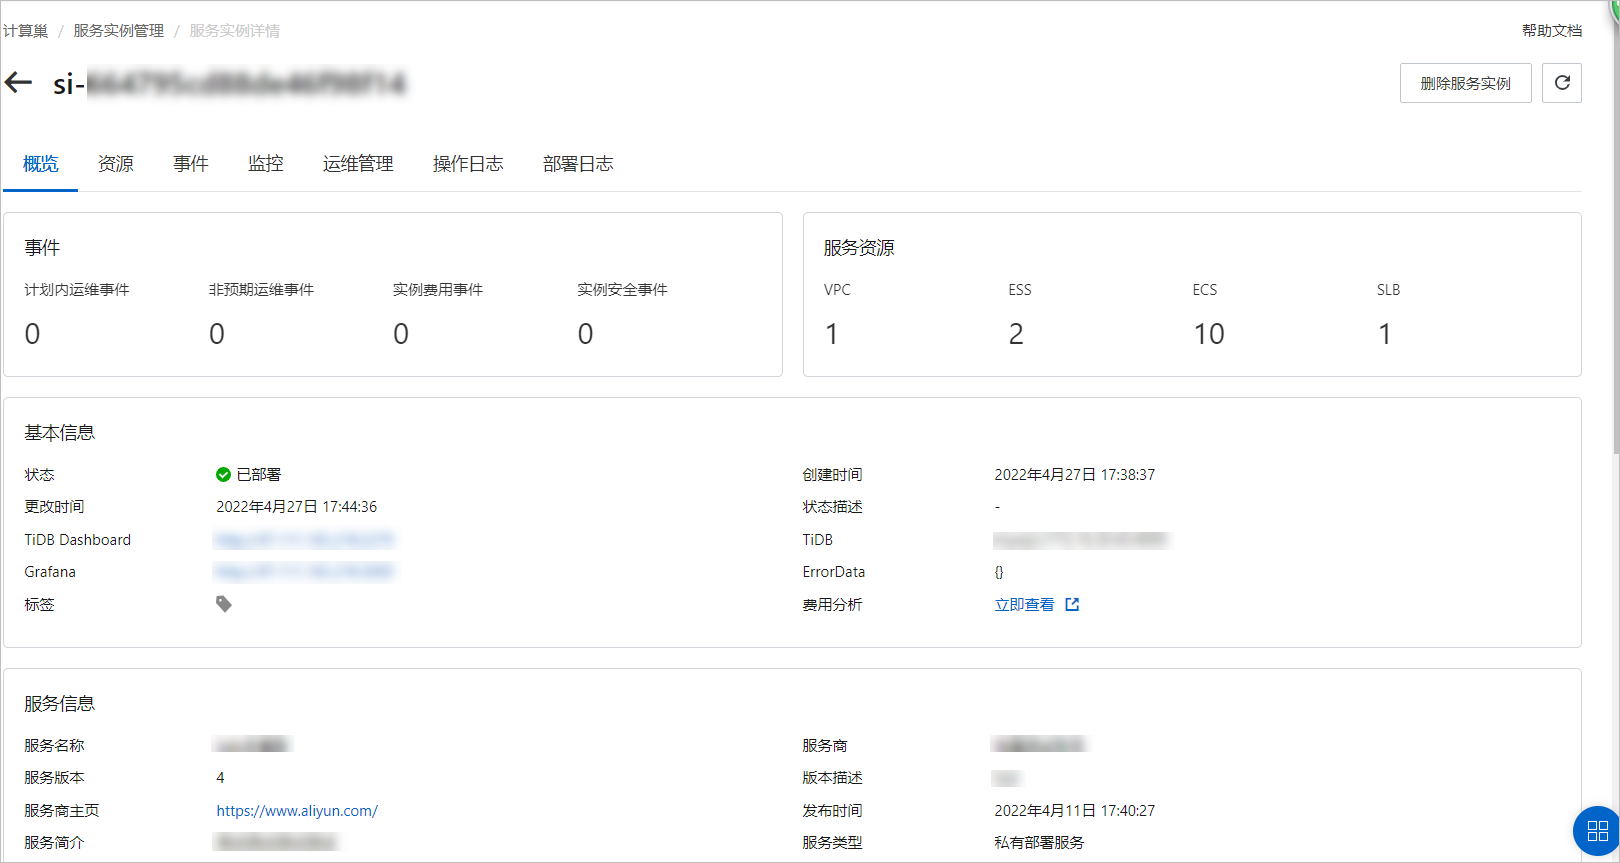 计算巢 / 服务实例管理 / 服务实例详情
帮助文档
si-
删除服务实例
概览 资源 事件 监控 运维管理 操作日志 部署日志
事件
计划内运维事件 非预期运维事件 实例费用事件 实例安全事件
0 0 0 0
服务资源
VPC ESS ECS SLB
1 2 10 1
基本信息
状态 已部署 创建时间 2022年4月27日 17:38:37
更改时间 2022年4月27日 17:44:36 状态描述 -
TiDB Dashboard TiDB
Grafana ErrorData {}
标签 费用分析 立即查看
服务信息
服务名称 服务商
服务版本 4 版本描述
服务商主页 https://www.aliyun.com/ 发布时间 2022年4月11日 17:40:27
服务简介 服务类型 私有部署服务